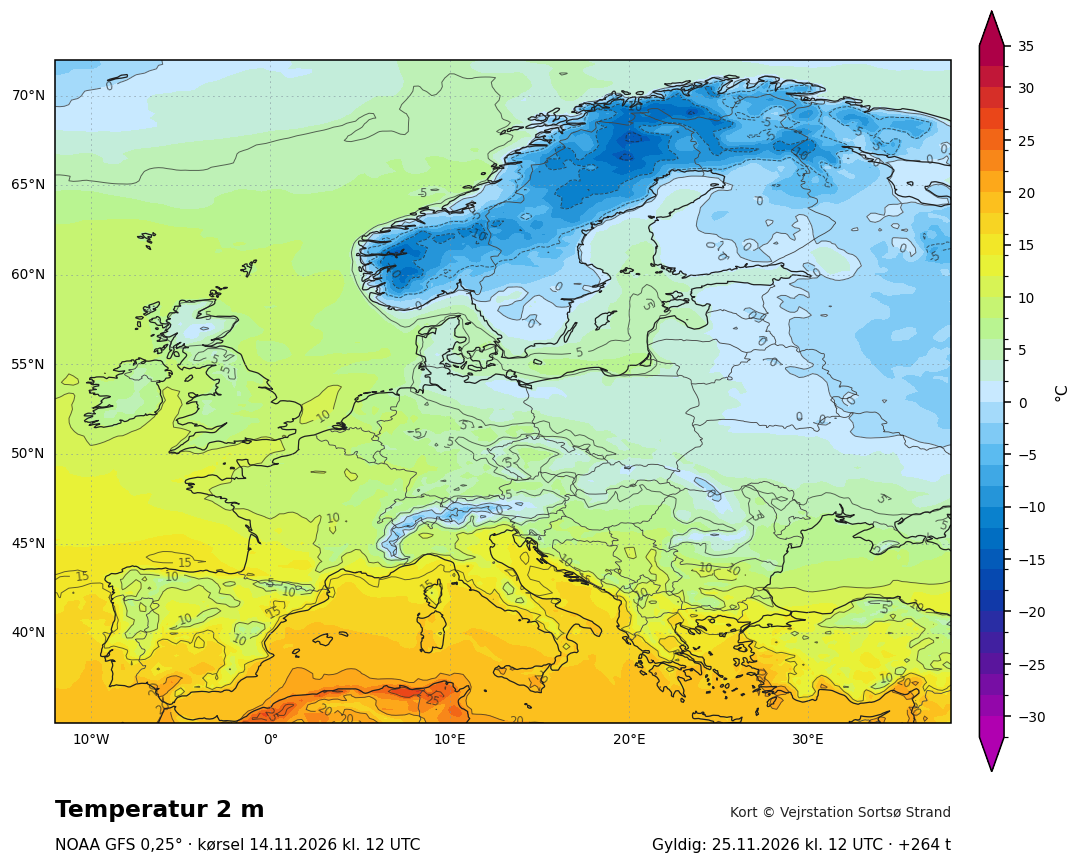 70°N
65°N
60°N
55°N
50°N
45°N
40°N
10°W
0°
10°E
20°E
30°E
35
30
25
20
15
10
5
0
−5
−10
−15
−20
−25
−30
°C
Temperatur 2 m
Kort © Vejrstation Sortsø Strand
NOAA GFS 0,25° · kørsel 14.11.2026 kl. 12 UTC
Gyldig: 25.11.2026 kl. 12 UTC · +264 t